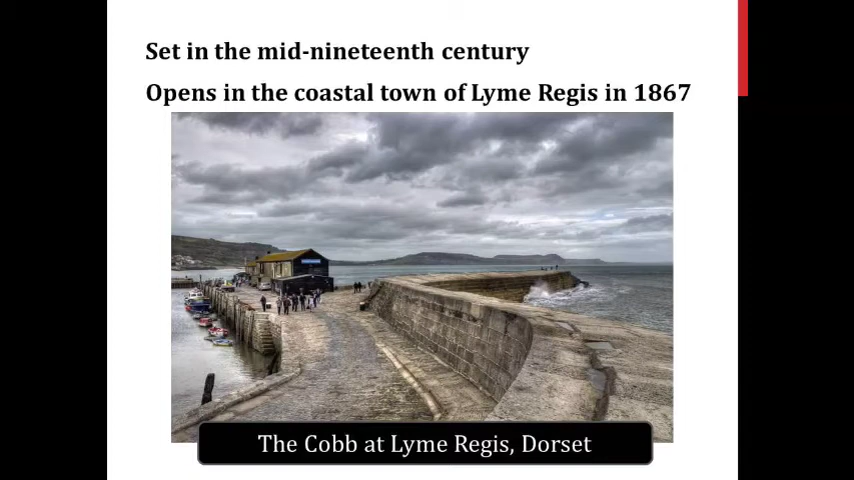 Set in the mid-nineteenth century
Opens in the coastal town of Lyme Regis in 1867
The Cobb at Lyme Regis, Dorset